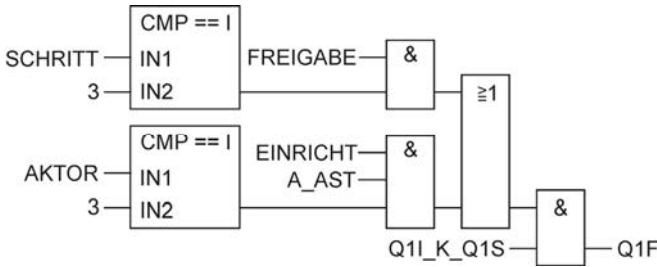 CMP == I
SCHRITT IN1 FREIGABE &
3 IN2 ≧1
CMP == I
EINRICHT &
AKTOR IN1 A_AST
3 IN2 &
Q1I_K_Q1S Q1F